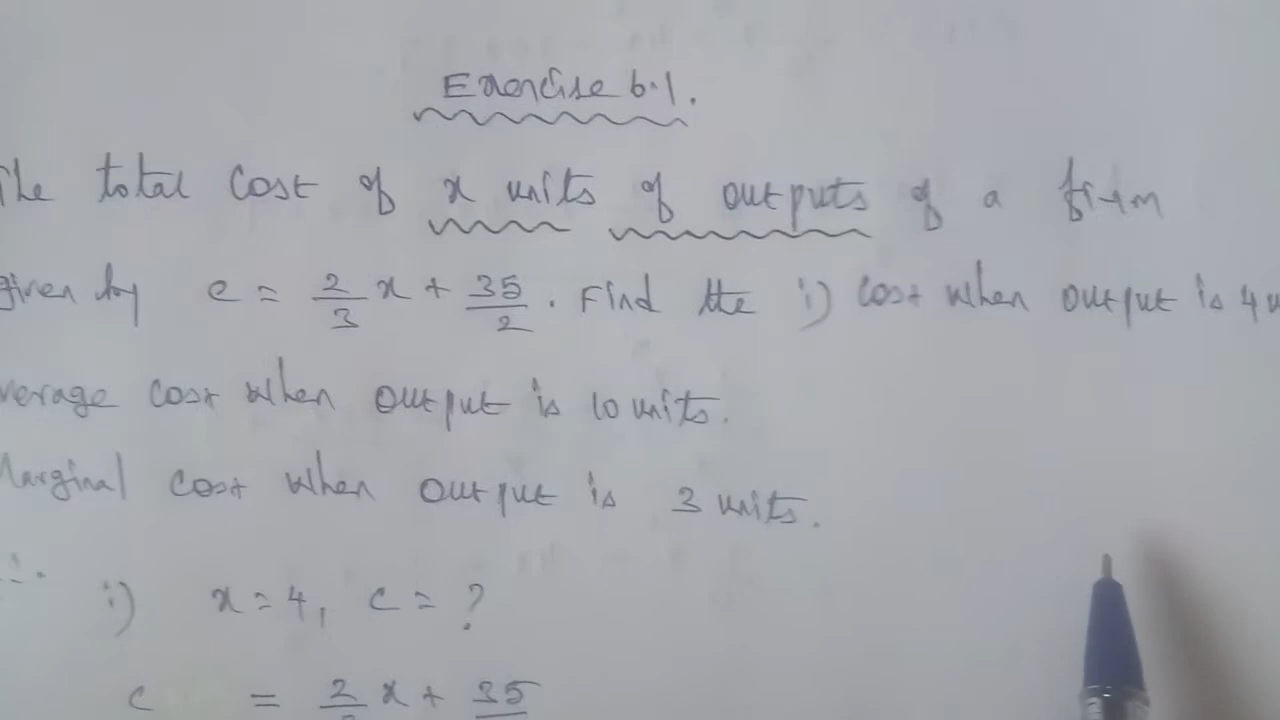 Exercise 6.1.
The total cost of x units of outputs of a firm
given by c = 2/3 x + 35/2 . Find the i) cost when output is 4 u
verage cost when output is 10 units.
Marginal cost when output is 3 units.
i) x = 4, c = ?
c = 2/3 x + 35